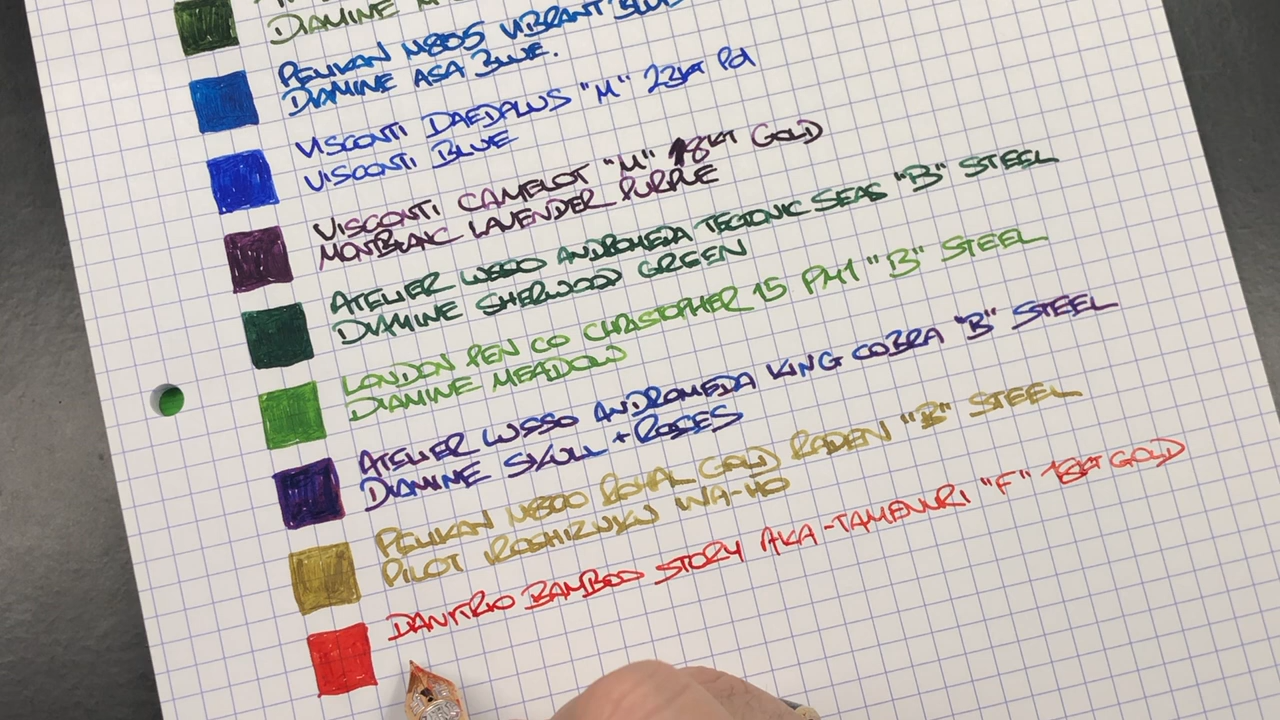 DIAMINE
PELIKAN M805 VIBRANT BLUE
DIAMINE ASA BLUE.
VISCONTI DAEDALUS "M" 23kt Pd
VISCONTI BLUE
VISCONTI CAMELOT "M" 18KT GOLD
MONTBLANC LAVENDER PURPLE
ATELIER LUSSO ANDROMEDA TECTONIC SEAS "B" STEEL
DIAMINE SHERWOOD GREEN
LONDON PEN CO CHRISTOPHER 15 PM1 "B" STEEL
DIAMINE MEADOW
ATELIER LUSSO ANDROMEDA KING COBRA "B" STEEL
DIAMINE SKULL + ROSES
PELIKAN M800 ROYAL GOLD RADEN "B" STEEL
PILOT IROSHIZUKU INA-HO
DANITRIO BAMBOO STORY AKA-TAMENURI "F" 18kt GOLD